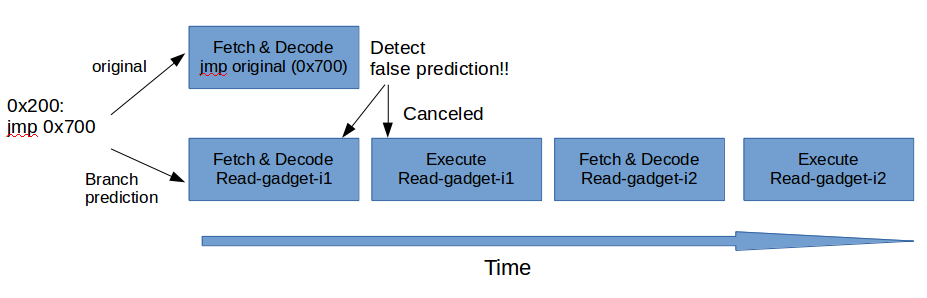 Fetch & Decode
jmp original (0x700)
Detect
false prediction!!
original
0x200:
jmp 0x700
Canceled
Branch
prediction
Fetch & Decode
Read-gadget-i1
Execute
Read-gadget-i1
Fetch & Decode
Read-gadget-i2
Execute
Read-gadget-i2
Time